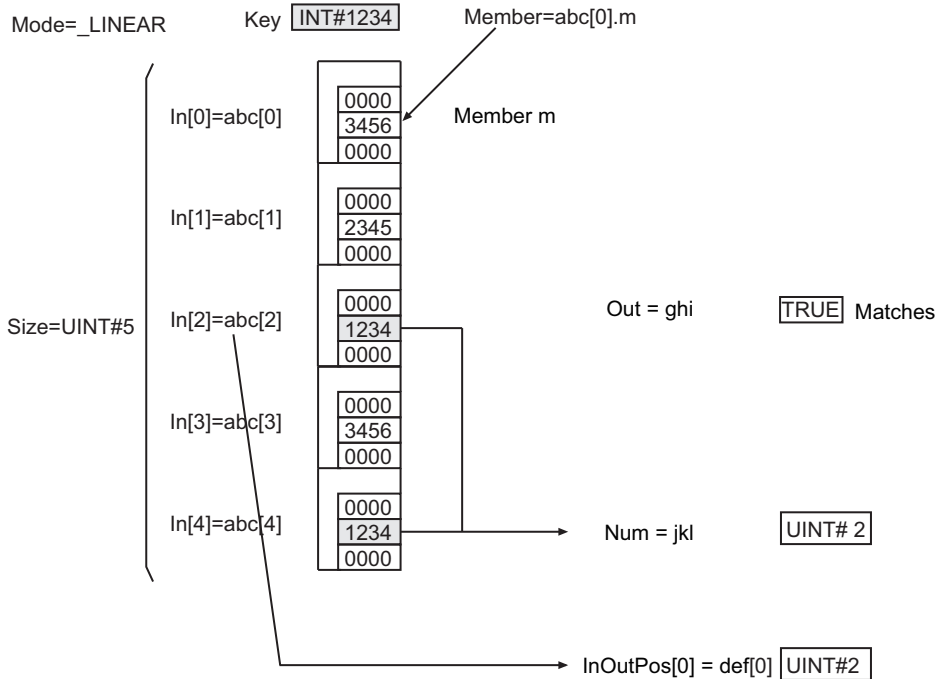 Mode=_LINEAR
Key INT#1234
Member=abc[0].m
0000
In[0]=abc[0]
3456
Member m
0000
0000
In[1]=abc[1]
2345
0000
0000
Size=UINT#5
In[2]=abc[2]
1234
0000
Out = ghi
TRUE Matches
0000
In[3]=abc[3]
3456
0000
0000
In[4]=abc[4]
1234
0000
Num = jkl
UINT# 2
InOutPos[0] = def[0] UINT#2